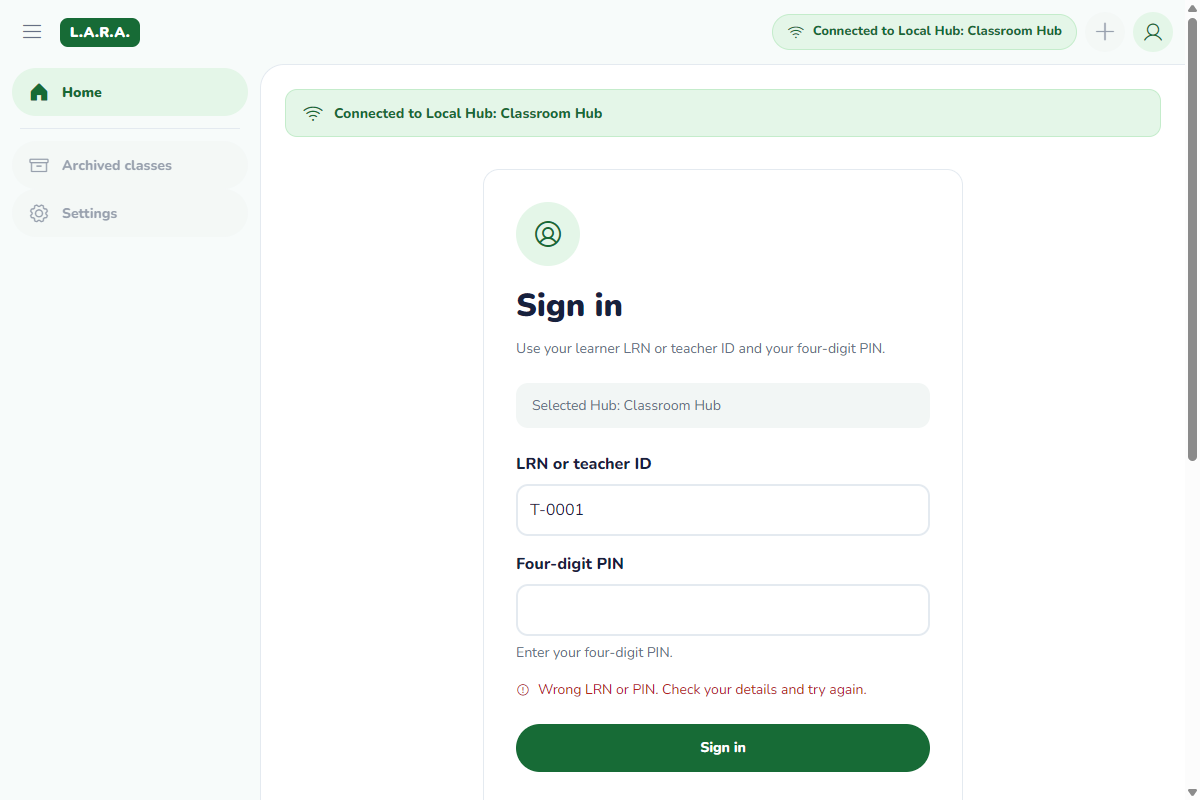 L.A.R.A.
Connected to Local Hub: Classroom Hub
Home
Archived classes
Settings
Connected to Local Hub: Classroom Hub
Sign in
Use your learner LRN or teacher ID and your four-digit PIN.
Selected Hub: Classroom Hub
LRN or teacher ID
T-0001
Four-digit PIN
Enter your four-digit PIN.
Wrong LRN or PIN. Check your details and try again.
Sign in